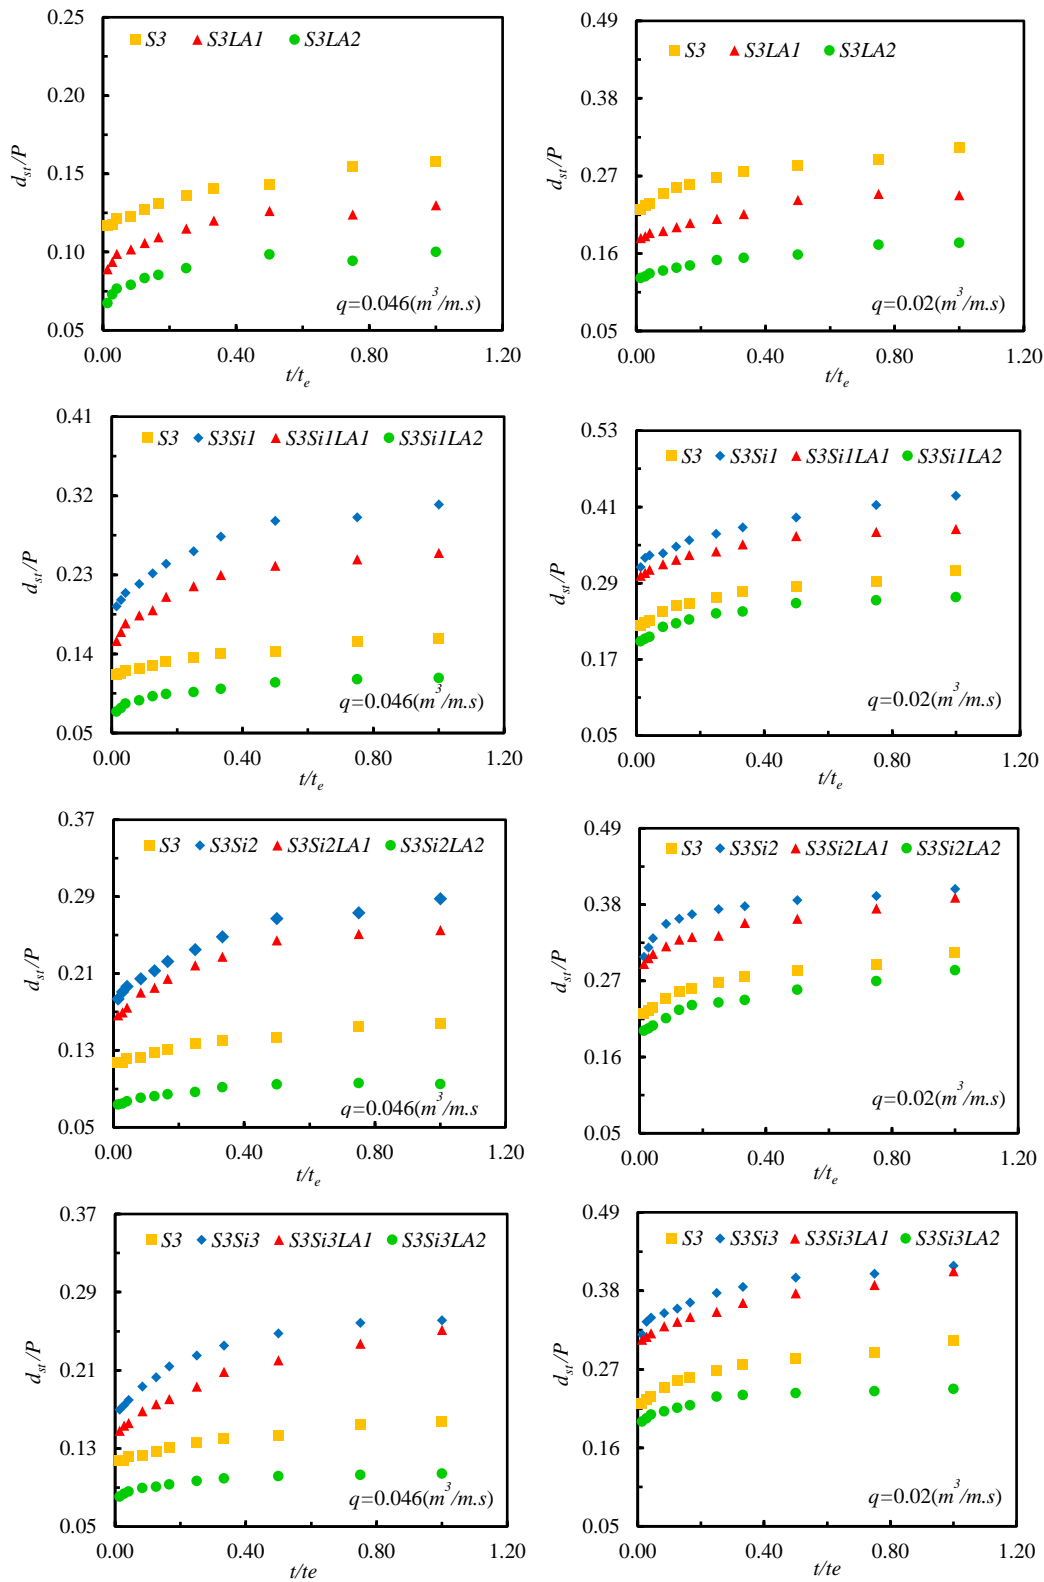 S3 S3LA1 S3LA2
d_st/P
0.25
0.20
0.15
0.10
0.05
q=0.046(m^3/m.s)
0.00 0.40 0.80 1.20
t/t_e
S3 S3LA1 S3LA2
d_st/P
0.49
0.38
0.27
0.16
0.05
q=0.02(m^3/m.s)
0.00 0.40 0.80 1.20
t/t_e
S3 S3Si1 S3Si1LA1 S3Si1LA2
d_st/P
0.41
0.32
0.23
0.14
0.05
q=0.046(m^3/m.s)
0.00 0.40 0.80 1.20
t/t_e
S3 S3Si1 S3Si1LA1 S3Si1LA2
d_st/P
0.53
0.41
0.29
0.17
0.05
q=0.02(m^3/m.s)
0.00 0.40 0.80 1.20
t/t_e
S3 S3Si2 S3Si2LA1 S3Si2LA2
d_st/P
0.37
0.29
0.21
0.13
0.05
q=0.046(m^3/m.s
0.00 0.40 0.80 1.20
t/t_e
S3 S3Si2 S3Si2LA1 S3Si2LA2
d_st/P
0.49
0.38
0.27
0.16
0.05
q=0.02(m^3/m.s)
0.00 0.40 0.80 1.20
t/t_e
S3 S3Si3 S3Si3LA1 S3Si3LA2
d_st/P
0.37
0.29
0.21
0.13
0.05
q=0.046(m^3/m.s)
0.00 0.40 0.80 1.20
t/te
S3 S3Si3 S3Si3LA1 S3Si3LA2
d_st/P
0.49
0.38
0.27
0.16
0.05
q=0.02(m^3/m.s)
0.00 0.40 0.80 1.20
t/te